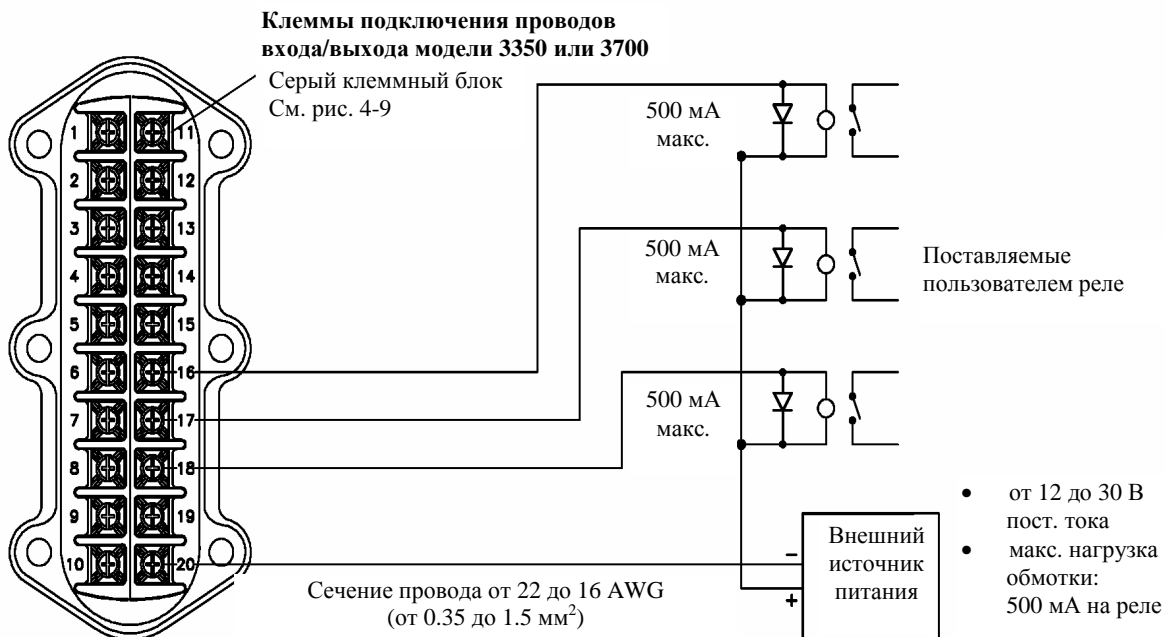 Клеммы подключения проводов
входа/выхода модели 3350 или 3700
Серый клеммный блок
См. рис. 4-9
1 11
2 12
3 13
4 14
5 15
6 16
7 17
8 18
9 19
10 20
500 мА
макс.
500 мА
макс.
Поставляемые
пользователем реле
500 мА
макс.
Сечение провода от 22 до 16 AWG
(от 0.35 до 1.5 мм²)
−
+
Внешний
источник
питания
• от 12 до 30 В
пост. тока
• макс. нагрузка
обмотки:
500 мА на реле